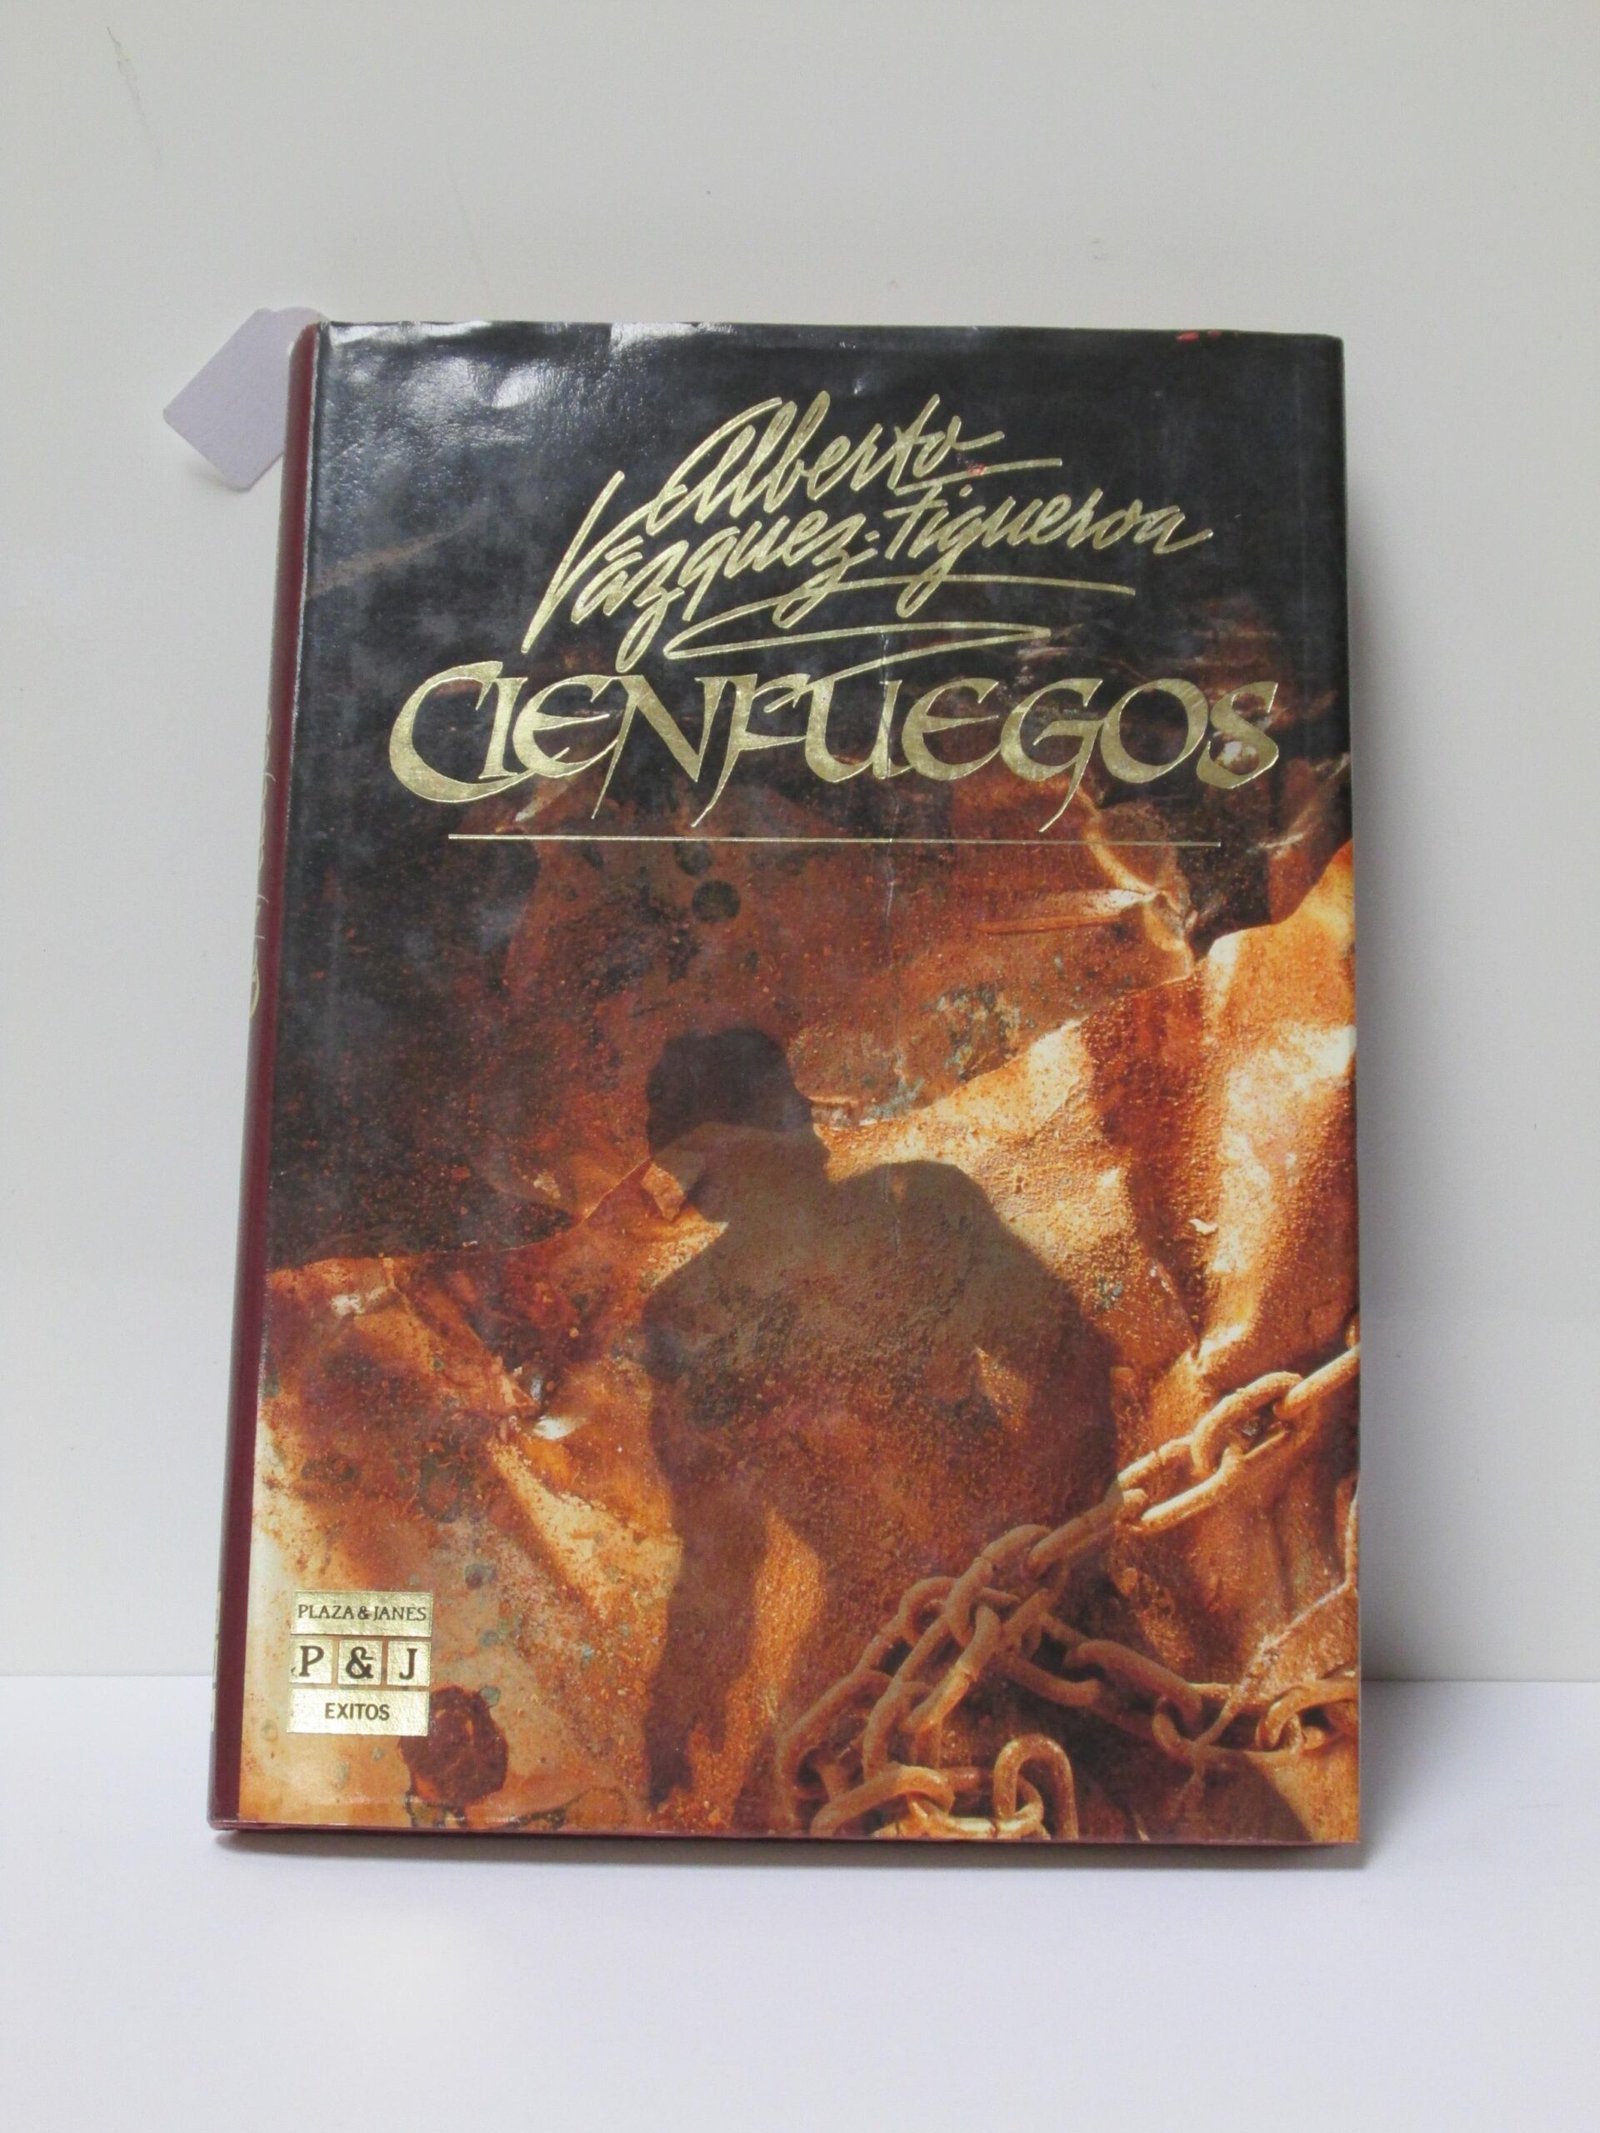 Alberto
Vázquez-Figueroa
CIENFUEGOS
PLAZA & JANES
P & J
EXITOS